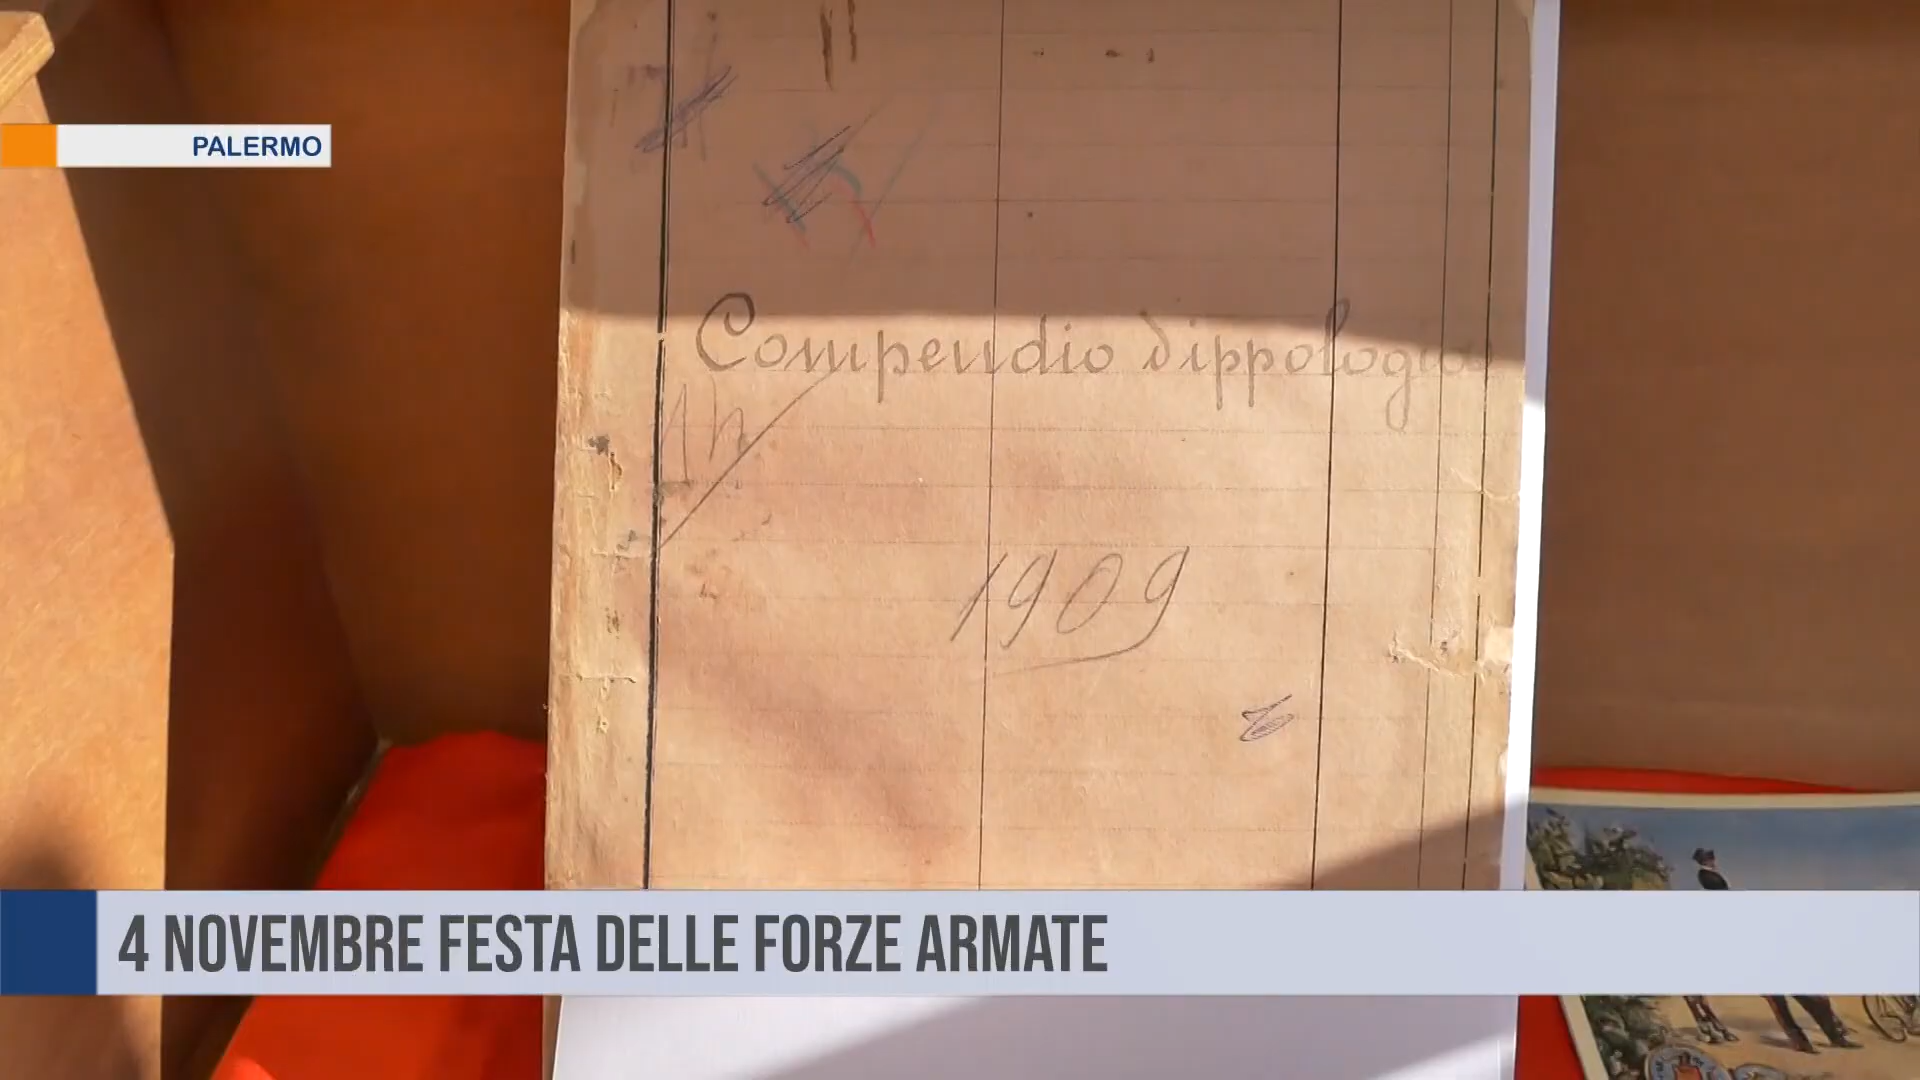 PALERMO
Compendio d'ippologia
1909
4 NOVEMBRE FESTA DELLE FORZE ARMATE